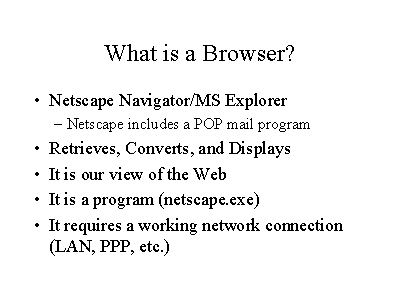 What is a Browser?
• Netscape Navigator/MS Explorer
– Netscape includes a POP mail program
• Retrieves, Converts, and Displays
• It is our view of the Web
• It is a program (netscape.exe)
• It requires a working network connection
(LAN, PPP, etc.)